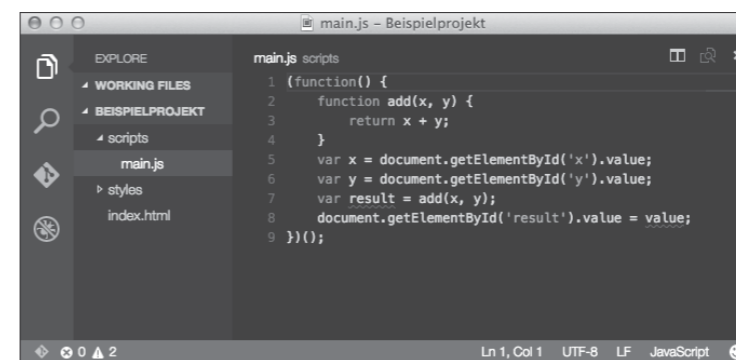 main.js – Beispielprojekt
EXPLORE
WORKING FILES
BEISPIELPROJEKT
scripts
main.js
styles
index.html
main.js scripts
1 (function() {
2     function add(x, y) {
3         return x + y;
4     }
5     var x = document.getElementById('x').value;
6     var y = document.getElementById('y').value;
7     var result = add(x, y);
8     document.getElementById('result').value = value;
9 })();
0 2
Ln 1, Col 1 UTF-8 LF JavaScript